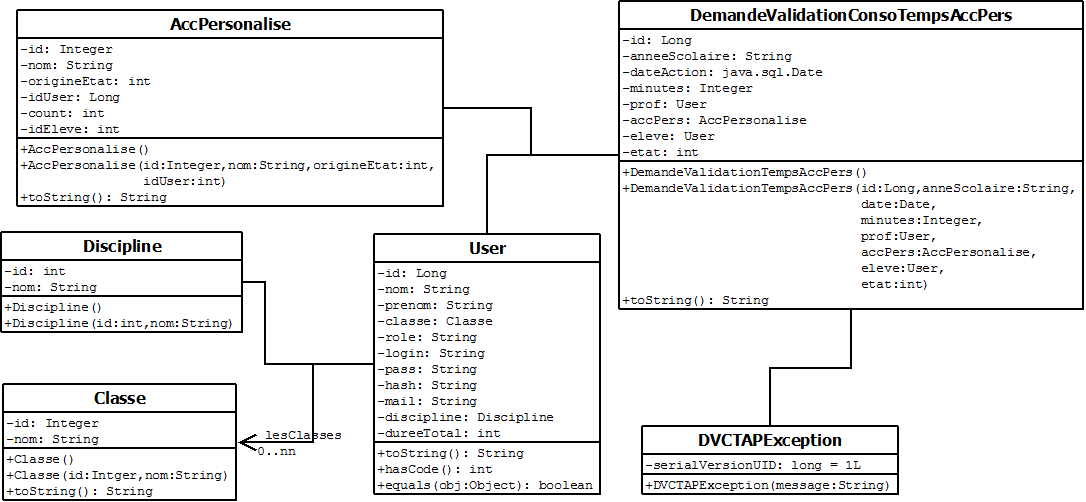 AccPersonalise
-id: Integer
-nom: String
-origineEtat: int
-idUser: Long
-count: int
-idEleve: int
+AccPersonalise()
+AccPersonalise(id:Integer,nom:String,origineEtat:int,
idUser:int)
+toString(): String
DemandeValidationConsoTempsAccPers
-id: Long
-anneeScolaire: String
-dateAction: java.sql.Date
-minutes: Integer
-prof: User
-accPers: AccPersonalise
-eleve: User
-etat: int
+DemandeValidationTempsAccPers()
+DemandeValidationTempsAccPers(id:Long,anneScolaire:String,
date:Date,
minutes:Integer,
prof:User,
accPers:AccPersonalise,
eleve:User,
etat:int)
+toString(): String
Discipline
-id: int
-nom: String
+Discipline()
+Discipline(id:int,nom:String)
User
-id: Long
-nom: String
-prenom: String
-classe: Classe
-role: String
-login: String
-pass: String
-hash: String
-mail: String
-discipline: Discipline
-dureeTotal: int
+toString(): String
+hasCode(): int
+equals(obj:Object): boolean
Classe
-id: Integer
-nom: String
+Classe()
+Classe(id:Intger,nom:String)
+toString(): String
lesClasses
0..nn
DVCTAPException
-serialVersionUID: long = 1L
+DVCTAPException(message:String)